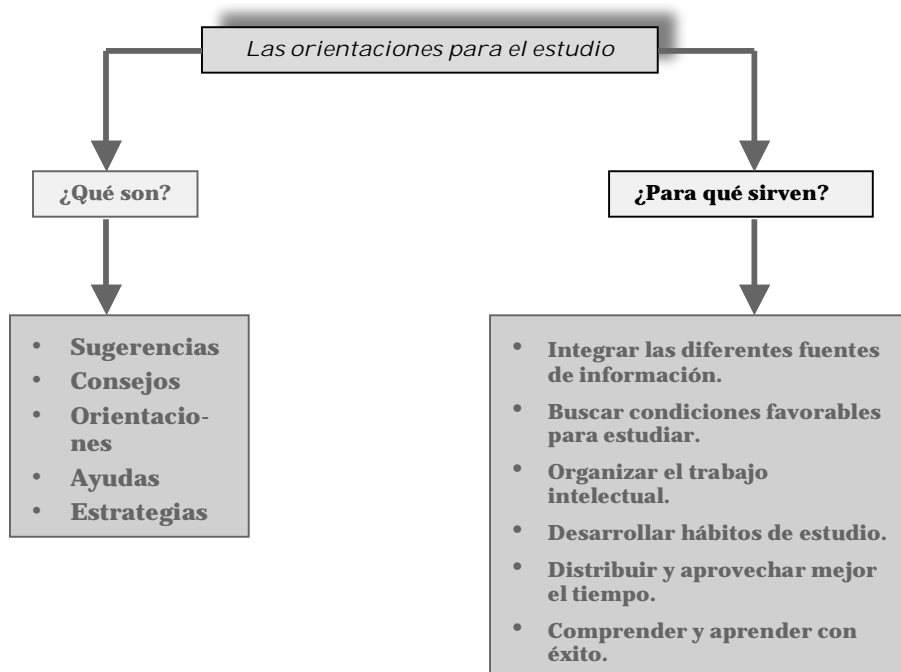 Las orientaciones para el estudio
¿Qué son?
¿Para qué sirven?
• Sugerencias
• Consejos
• Orientacio-
nes
• Ayudas
• Estrategias
• Integrar las diferentes fuentes
de información.
• Buscar condiciones favorables
para estudiar.
• Organizar el trabajo
intelectual.
• Desarrollar hábitos de estudio.
• Distribuir y aprovechar mejor
el tiempo.
• Comprender y aprender con
éxito.